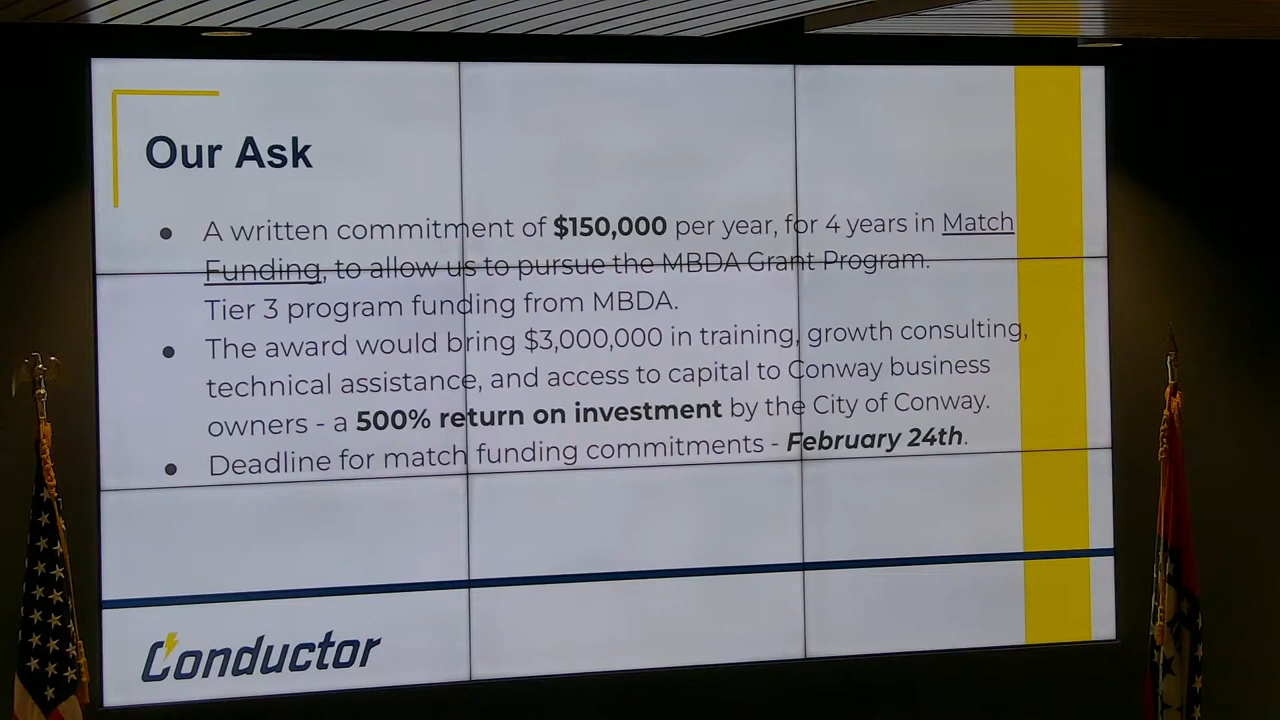 Our Ask
• A written commitment of $150,000 per year, for 4 years in Match
Funding, to allow us to pursue the MBDA Grant Program.
Tier 3 program funding from MBDA.
• The award would bring $3,000,000 in training, growth consulting,
technical assistance, and access to capital to Conway business
owners - a 500% return on investment by the City of Conway.
• Deadline for match funding commitments - February 24th.
Conductor